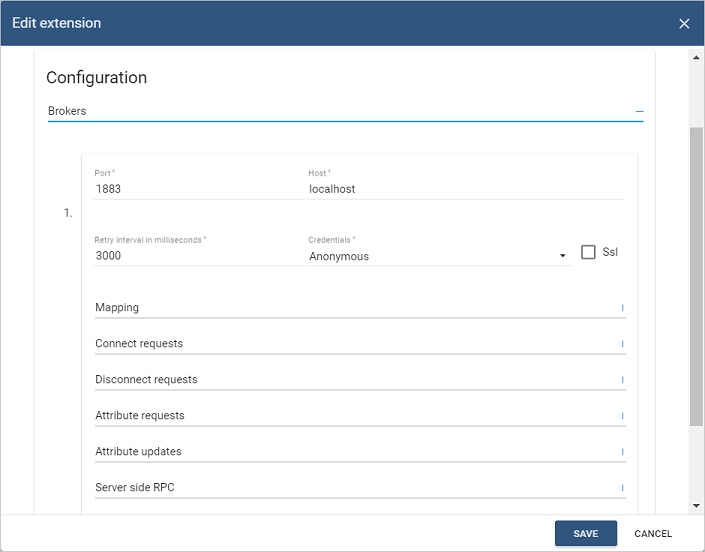 Edit extension
Configuration
Brokers
Port *
Host *
1883
localhost
1.
Retry interval in milliseconds *
Credentials *
3000
Anonymous
Ssl
Mapping
Connect requests
Disconnect requests
Attribute requests
Attribute updates
Server side RPC
SAVE
CANCEL